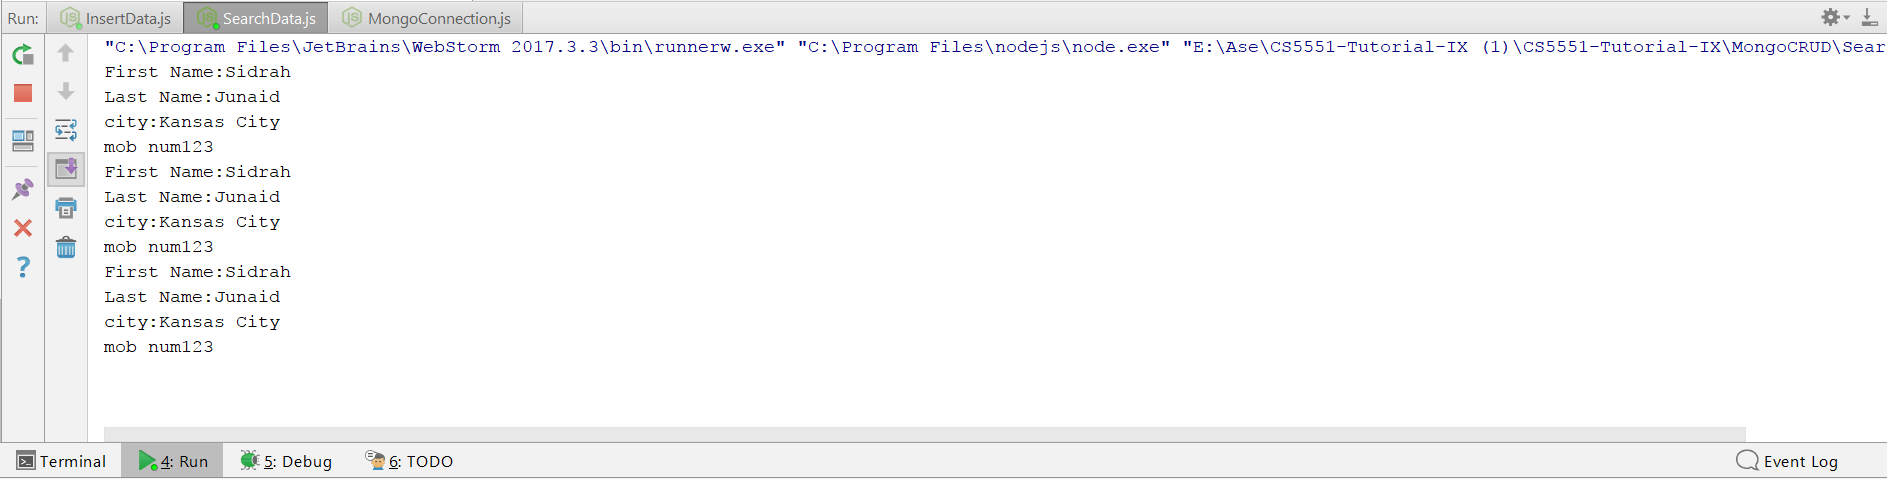 Run: InsertData.js SearchData.js MongoConnection.js
"C:\Program Files\JetBrains\WebStorm 2017.3.3\bin\runnerw.exe" "C:\Program Files\nodejs\node.exe" "E:\Ase\CS5551-Tutorial-IX (1)\CS5551-Tutorial-IX\MongoCRUD\Sear
First Name:Sidrah
Last Name:Junaid
city:Kansas City
mob num123
First Name:Sidrah
Last Name:Junaid
city:Kansas City
mob num123
First Name:Sidrah
Last Name:Junaid
city:Kansas City
mob num123
Terminal 4: Run 5: Debug 6: TODO Event Log